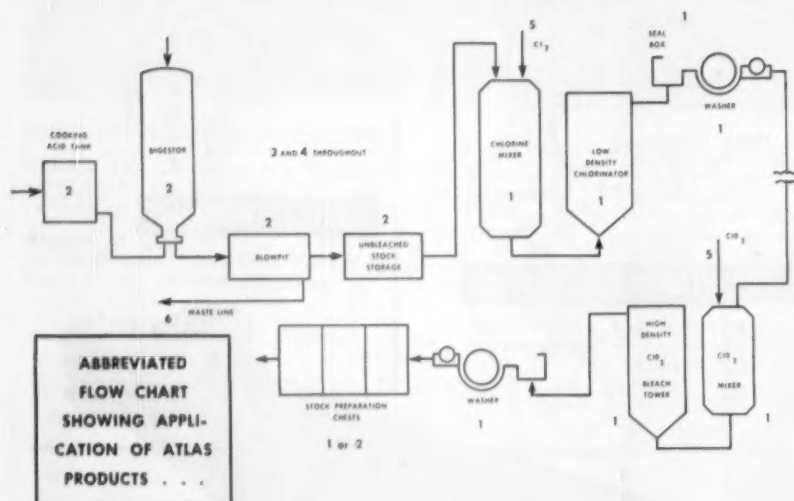 1
SEAL
BOX
5
Cl2
WASHER
1
COOKING
ACID TANK
2
DIGESTOR
2
3 AND 4 THROUGHOUT
CHLORINE
MIXER
1
LOW
DENSITY
CHLORINATOR
1
2
BLOWPIT
2
UNBLEACHED
STOCK
STORAGE
5
ClO2
6
WASTE LINE
HIGH
DENSITY
ClO2
BLEACH
TOWER
1
ClO2
MIXER
1
STOCK PREPARATION
CHESTS
1 or 2
WASHER
1
ABBREVIATED
FLOW CHART
SHOWING APPLI-
CATION OF ATLAS
PRODUCTS . . .